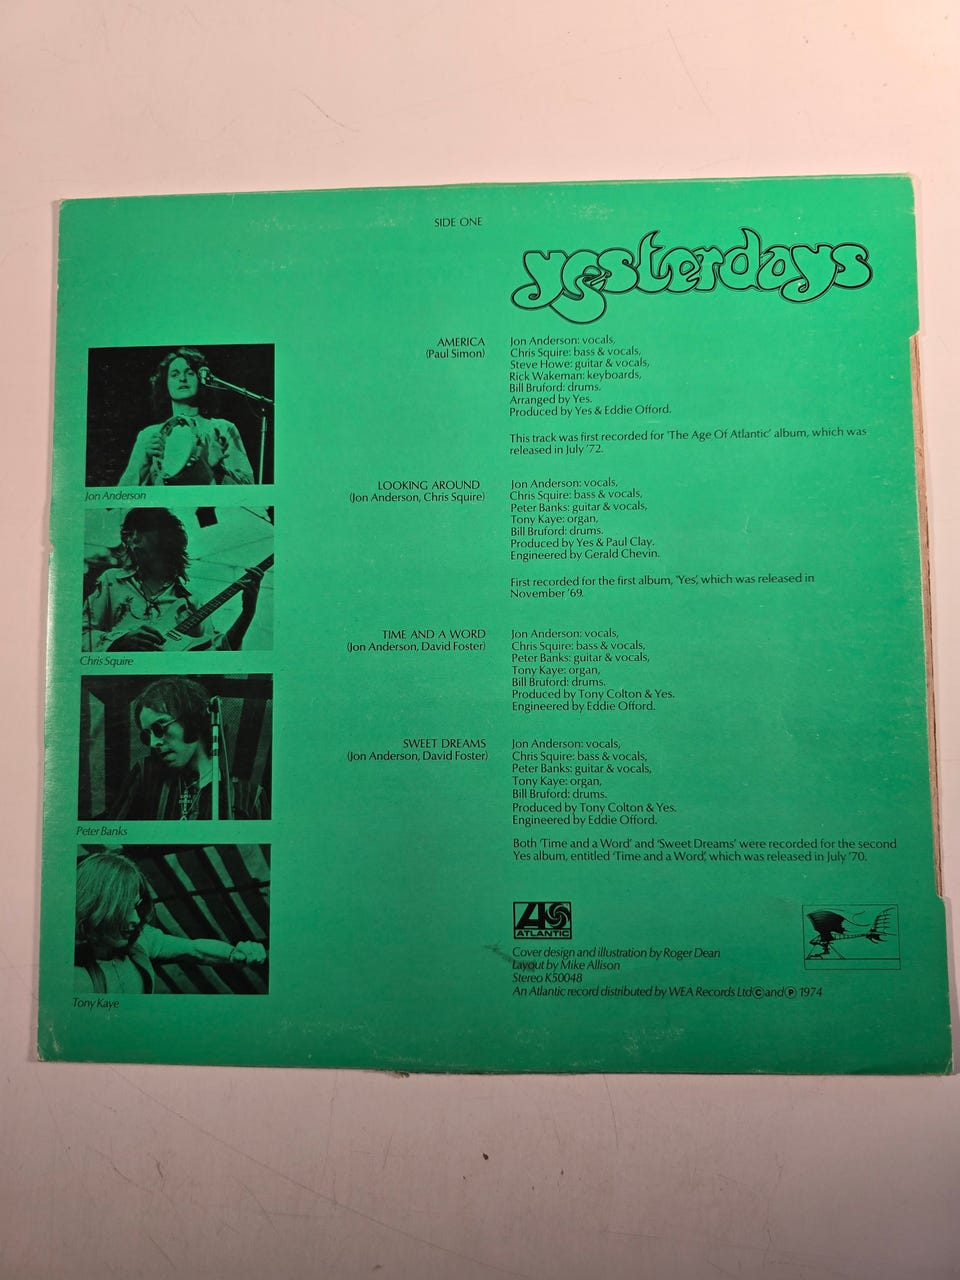 SIDE ONE
yesterdays
AMERICA
(Paul Simon)
Jon Anderson: vocals,
Chris Squire: bass & vocals,
Steve Howe: guitar & vocals,
Rick Wakeman: keyboards,
Bill Bruford: drums.
Arranged by Yes.
Produced by Yes & Eddie Offord.
This track was first recorded for 'The Age Of Atlantic' album, which was
released in July '72.
LOOKING AROUND
(Jon Anderson, Chris Squire)
Jon Anderson: vocals,
Chris Squire: bass & vocals,
Peter Banks: guitar & vocals,
Tony Kaye: organ,
Bill Bruford: drums.
Produced by Yes & Paul Clay.
Engineered by Gerald Chevin.
First recorded for the first album, 'Yes', which was released in
November '69.
TIME AND A WORD
(Jon Anderson, David Foster)
Jon Anderson: vocals,
Chris Squire: bass & vocals,
Peter Banks: guitar & vocals,
Tony Kaye: organ,
Bill Bruford: drums.
Produced by Tony Colton & Yes.
Engineered by Eddie Offord.
SWEET DREAMS
(Jon Anderson, David Foster)
Jon Anderson: vocals,
Chris Squire: bass & vocals,
Peter Banks: guitar & vocals,
Tony Kaye: organ,
Bill Bruford: drums.
Produced by Tony Colton & Yes.
Engineered by Eddie Offord.
Both 'Time and a Word' and 'Sweet Dreams' were recorded for the second
Yes album, entitled 'Time and a Word', which was released in July '70.
Jon Anderson
Chris Squire
Peter Banks
Tony Kaye
ATLANTIC
Cover design and illustration by Roger Dean
Layout by Mike Allison
Stereo K50048
An Atlantic record distributed by WEA Records Ltd © and ℗ 1974